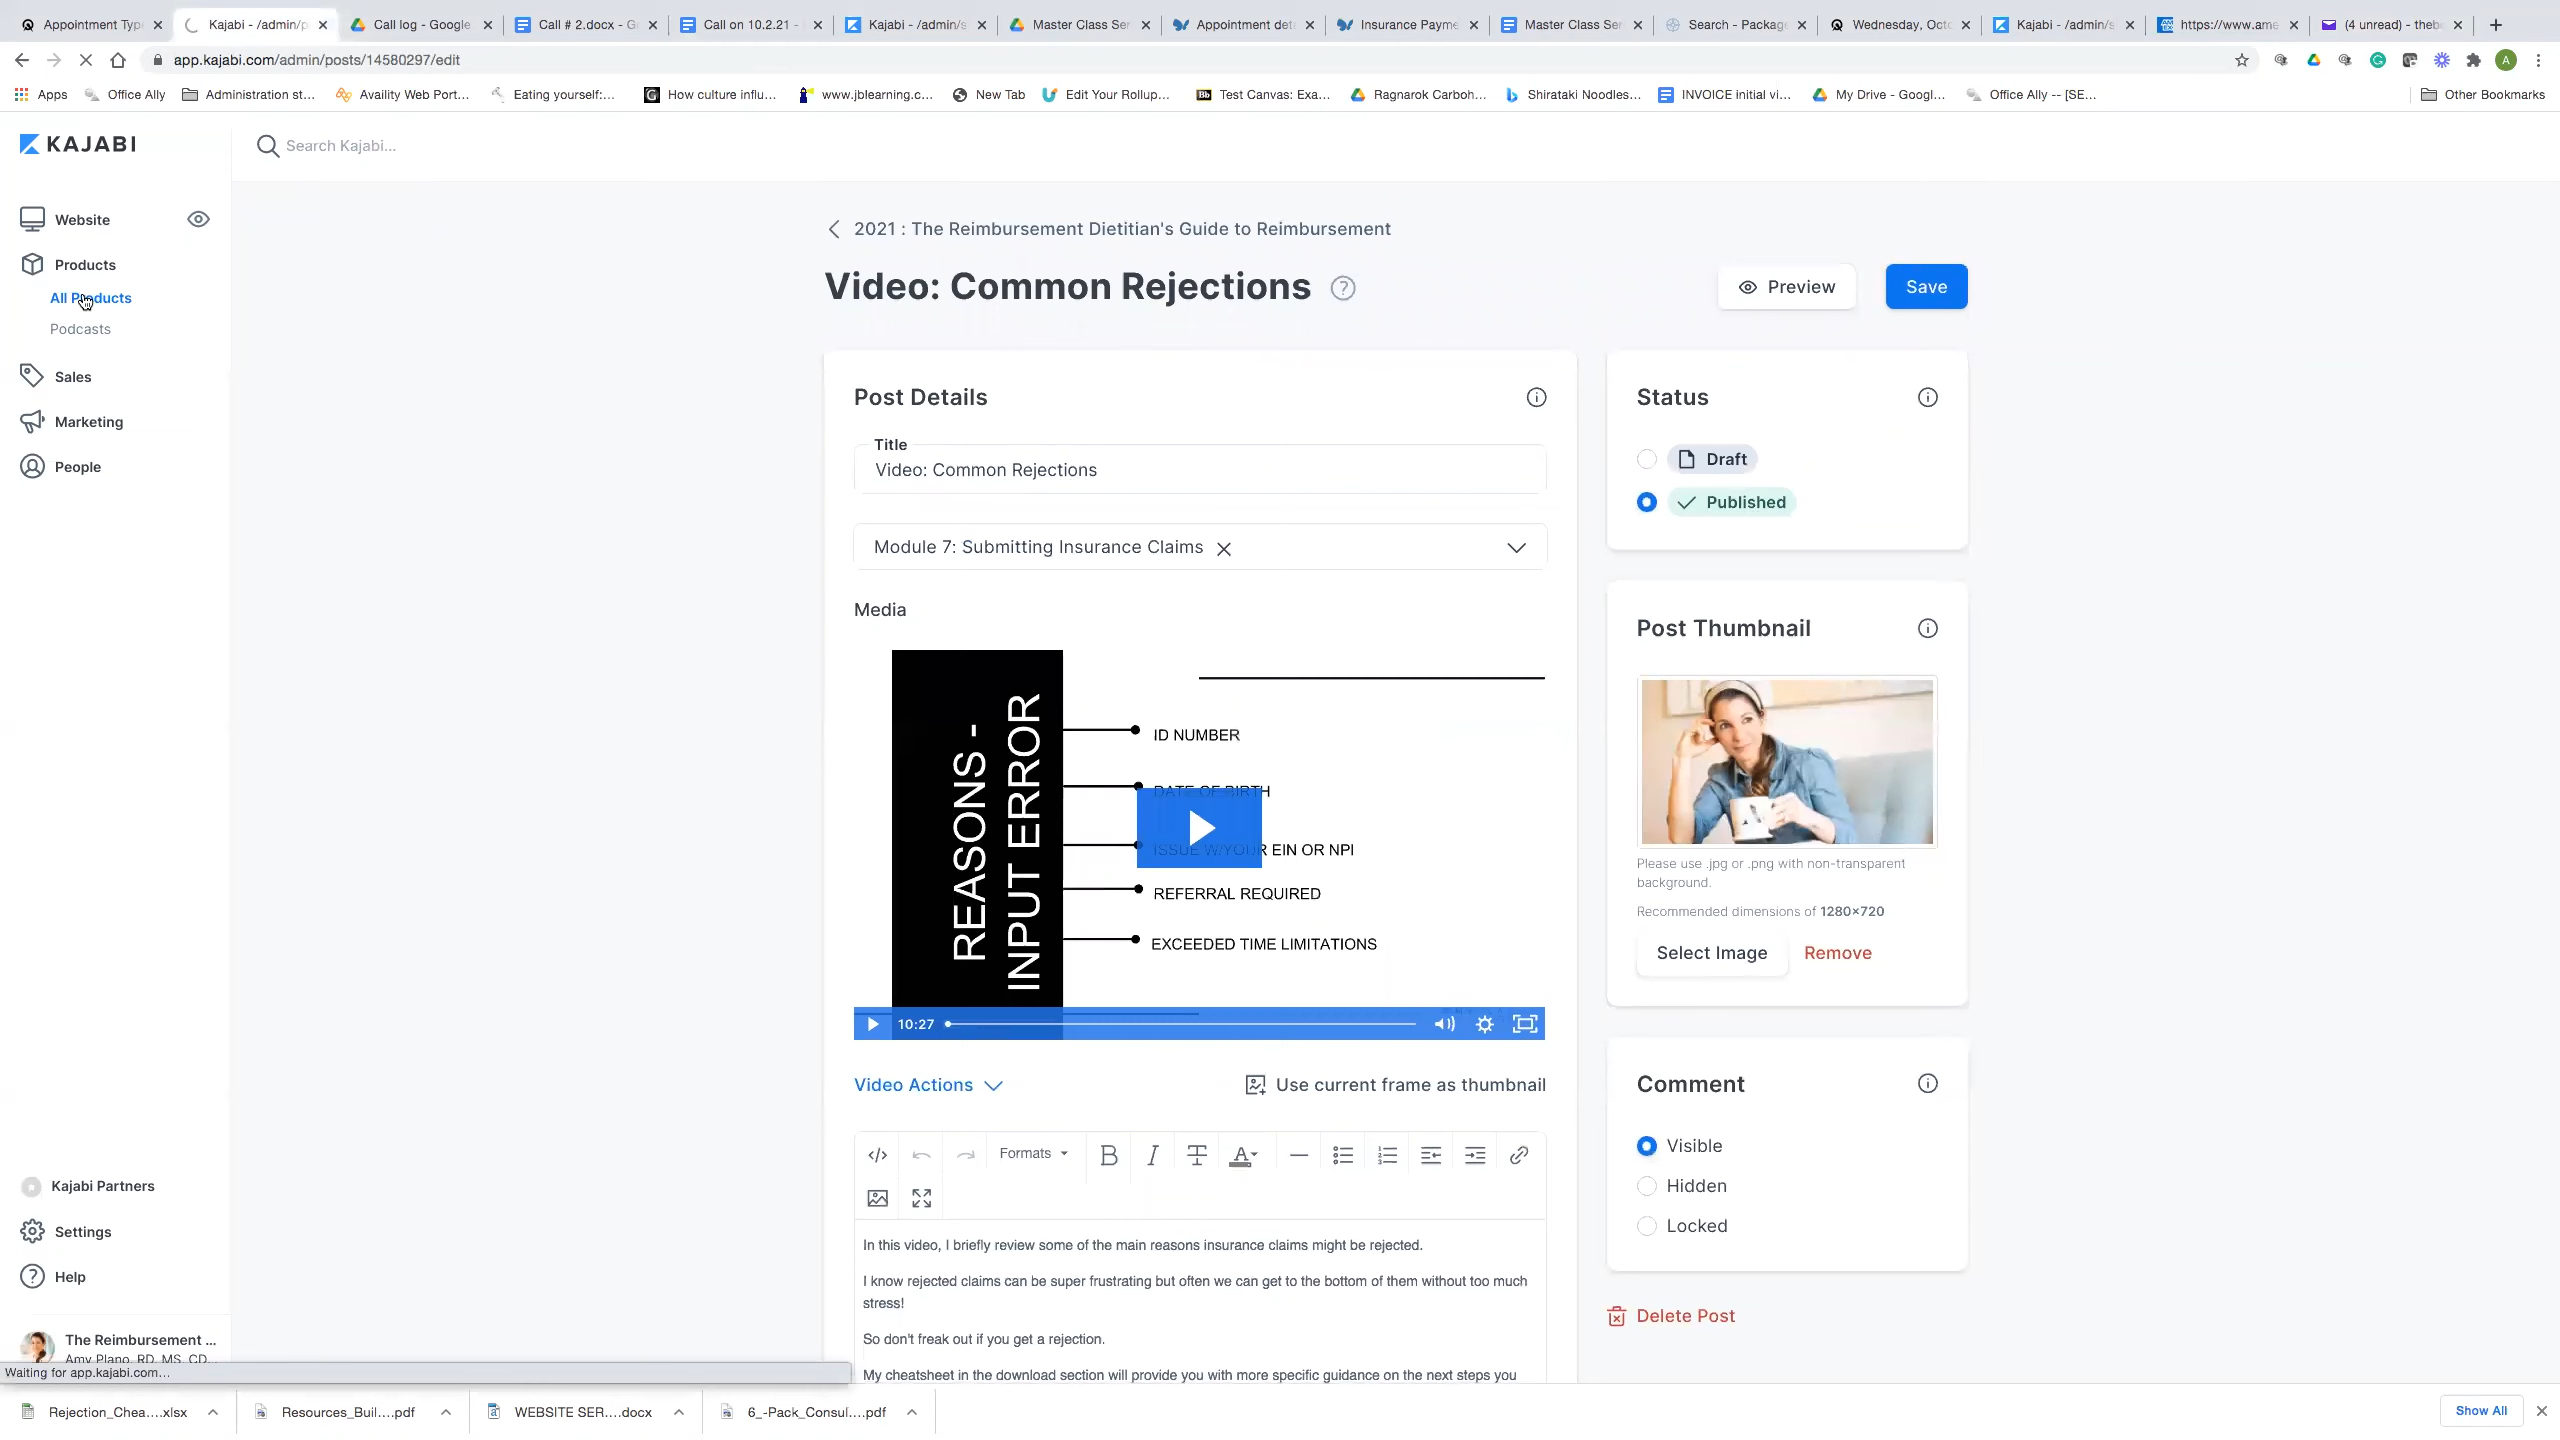 Appointment Typ
Kajabi - /admin/p
Call log - Google
Call # 2.docx - G
Call on 10.2.21 -
Kajabi - /admin/s
Master Class Ser
Appointment deta
Insurance Payme
Master Class Ser
Search - Package
Wednesday, Octo
Kajabi - /admin/s
https://www.ame
(4 unread) - thebe
app.kajabi.com/admin/posts/14580297/edit
A
Apps
Office Ally
Administration st...
Availity Web Port...
Eating yourself:...
How culture influ...
www.jblearning.c...
New Tab
Edit Your Rollup...
Test Canvas: Exa...
Ragnarok Carboh...
Shirataki Noodles...
INVOICE initial vi...
My Drive - Googl...
Office Ally -- [SE...
Other Bookmarks
KAJABI
Search Kajabi...
Website
Products
All Products
Podcasts
Sales
Marketing
People
2021 : The Reimbursement Dietitian's Guide to Reimbursement
Video: Common Rejections
Preview
Save
Post Details
Title
Video: Common Rejections
Module 7: Submitting Insurance Claims
Media
REASONS -
INPUT ERROR
ID NUMBER
DATE OF BIRTH
ISSUE W/YOUR EIN OR NPI
REFERRAL REQUIRED
EXCEEDED TIME LIMITATIONS
10:27
Video Actions
Use current frame as thumbnail
Formats
In this video, I briefly review some of the main reasons insurance claims might be rejected.
I know rejected claims can be super frustrating but often we can get to the bottom of them without too much
stress!
So don't freak out if you get a rejection.
My cheatsheet in the download section will provide you with more specific guidance on the next steps you
Status
Draft
Published
Post Thumbnail
Please use .jpg or .png with non-transparent
background.
Recommended dimensions of 1280×720
Select Image
Remove
Comment
Visible
Hidden
Locked
Delete Post
Kajabi Partners
Settings
Help
The Reimbursement ...
Amy Plano, RD, MS, CD...
Waiting for app.kajabi.com...
Rejection_Chea....xlsx
Resources_Buil....pdf
WEBSITE SER....docx
6_-Pack_Consul....pdf
Show All